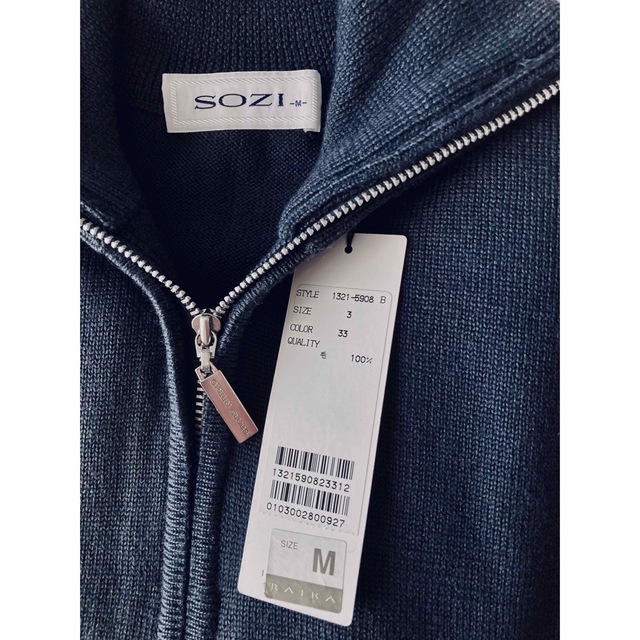 SOZI -M-
STYLE 1321-5908 B
SIZE 3
COLOR 33
QUALITY
毛 100%
1321590823312
0103002800927
SIZE M
RAIKA